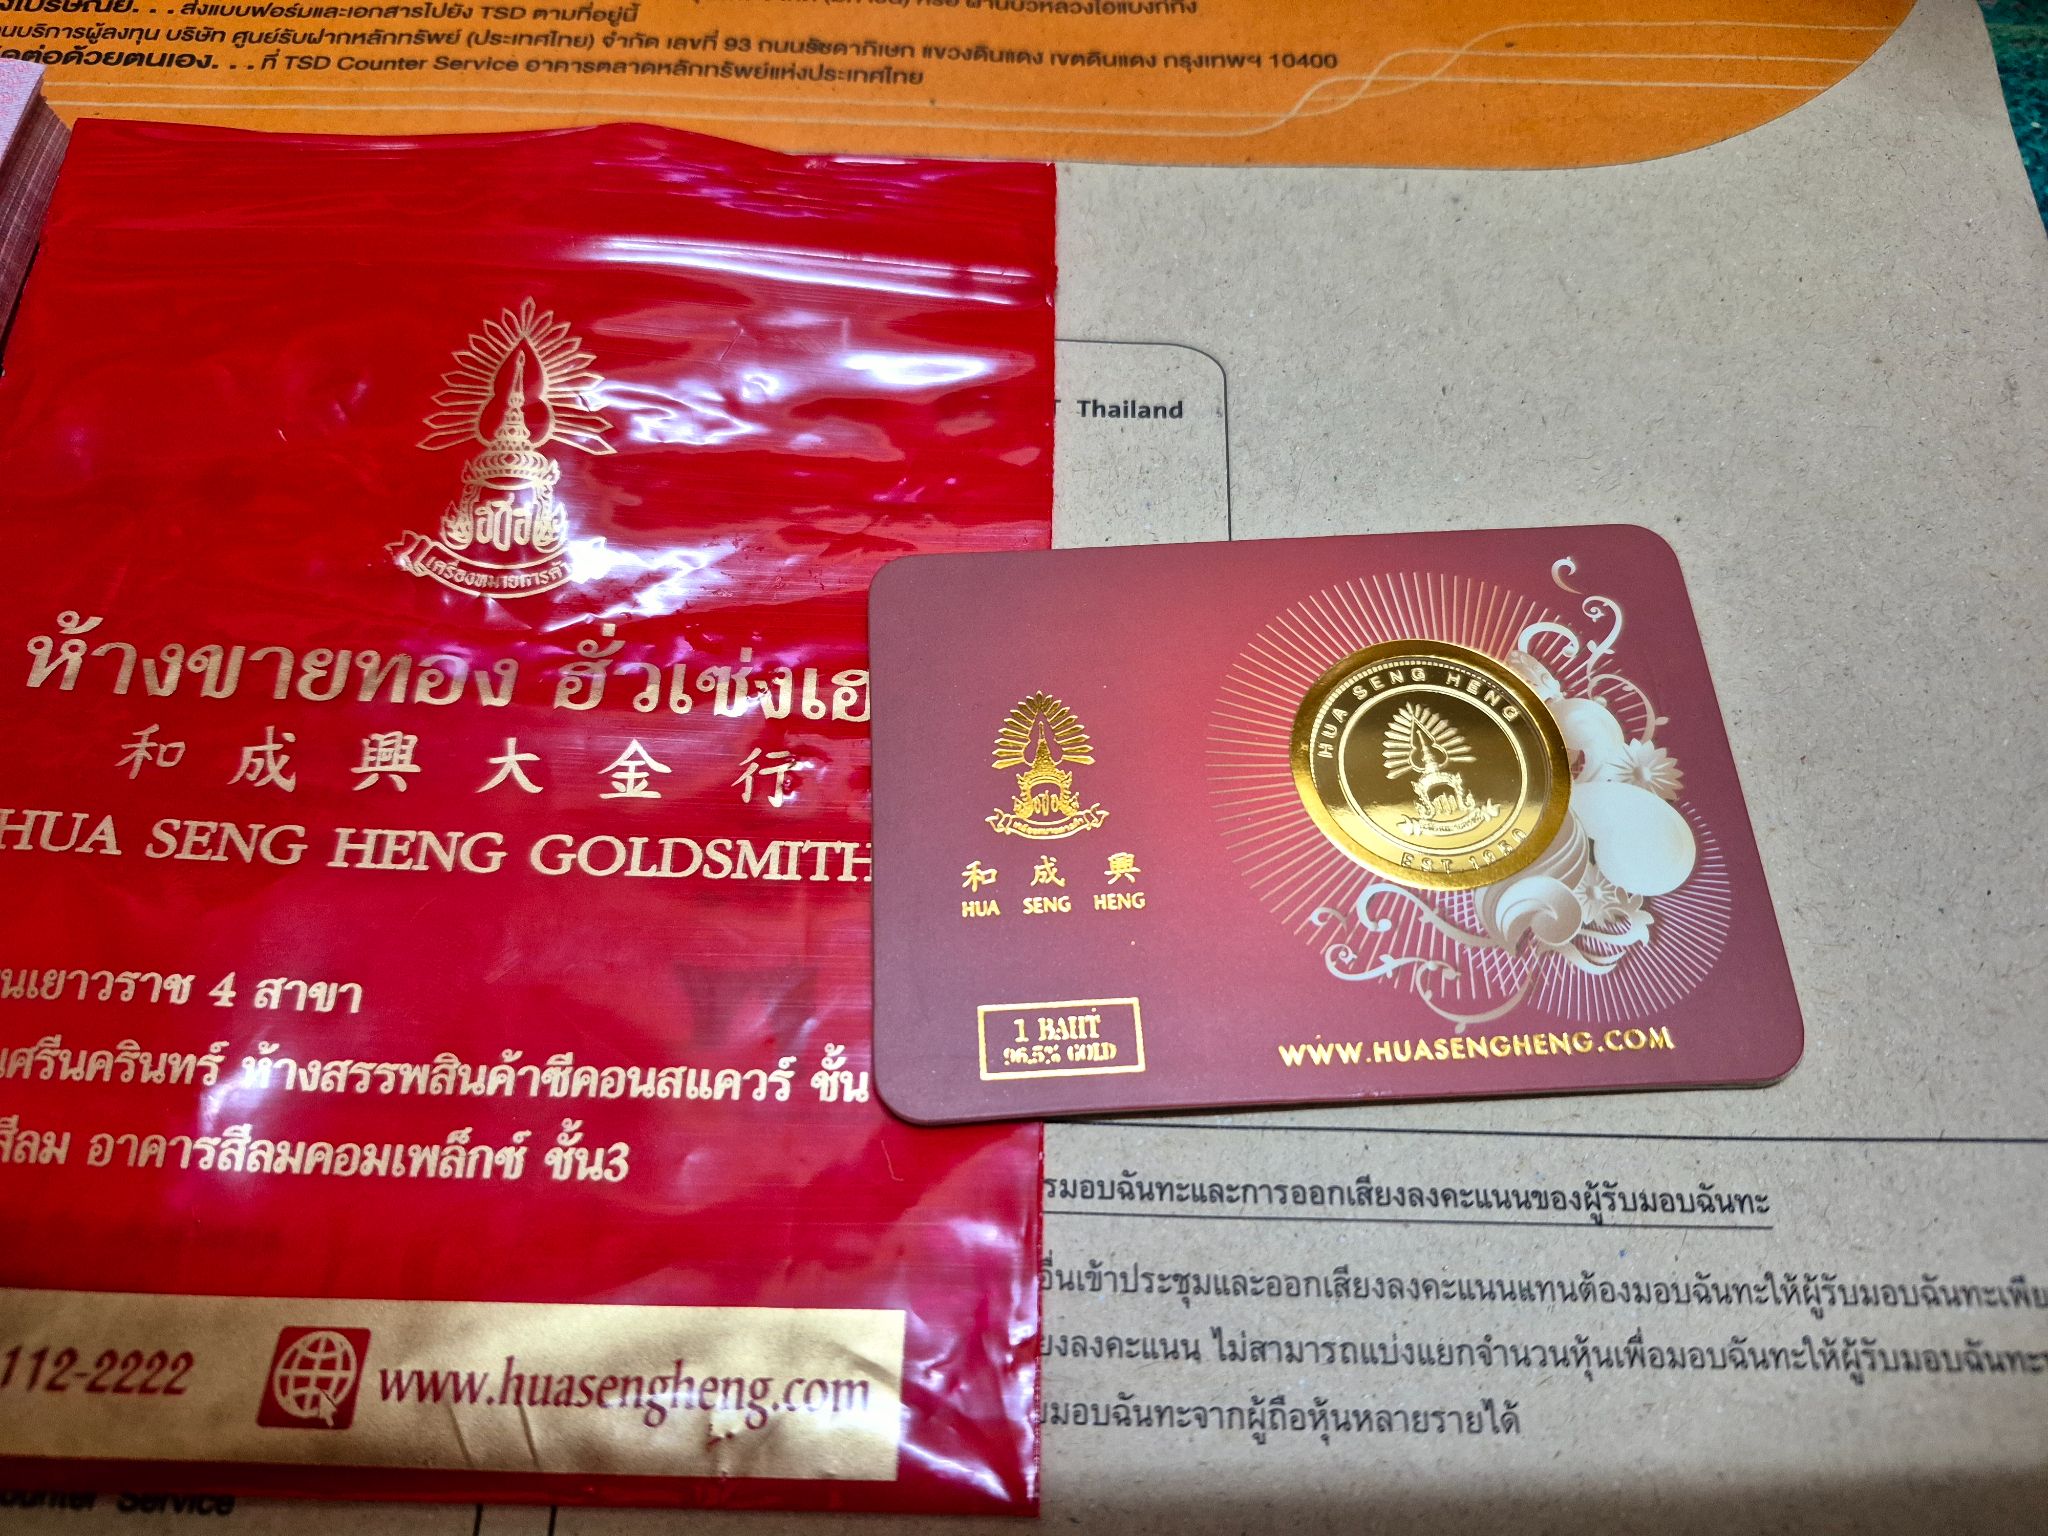 ส่งแบบฟอร์มและเอกสารไปยัง TSD ตามที่อยู่นี้
บริการผู้ลงทุน บริษัท ศูนย์รับฝากหลักทรัพย์ (ประเทศไทย) จำกัด เลขที่ 93 ถนนรัชดาภิเษก แขวงดินแดง เขตดินแดง กรุงเทพฯ 10400
ด้วยตนเอง... ที่ TSD Counter Service อาคารตลาดหลักทรัพย์แห่งประเทศไทย
Thailand
ฮั่วเซ่งเฮง
เครื่องหมายการค้า
ห้างขายทอง ฮั่วเซ่งเฮ
和 成 興 大 金 行
HUA SENG HENG GOLDSMITH
เยาวราช 4 สาขา
ศรีนครินทร์ ห้างสรรพสินค้าซีคอนสแควร์ ชั้น
สีลม อาคารสีลมคอมเพล็กซ์ ชั้น3
112-2222
www.huasengheng.com
HUA SENG HENG
EST 1950
和 成 興
HUA SENG HENG
1 BAHT
96.5% GOLD
WWW.HUASENGHENG.COM
มอบฉันทะและการออกเสียงลงคะแนนของผู้รับมอบฉันทะ
อื่นเข้าประชุมและออกเสียงลงคะแนนแทนต้องมอบฉันทะให้ผู้รับมอบฉันทะเพีย
ลงคะแนน ไม่สามารถแบ่งแยกจำนวนหุ้นเพื่อมอบฉันทะให้ผู้รับมอบฉันทะ
มอบฉันทะจากผู้ถือหุ้นหลายรายได้
Service